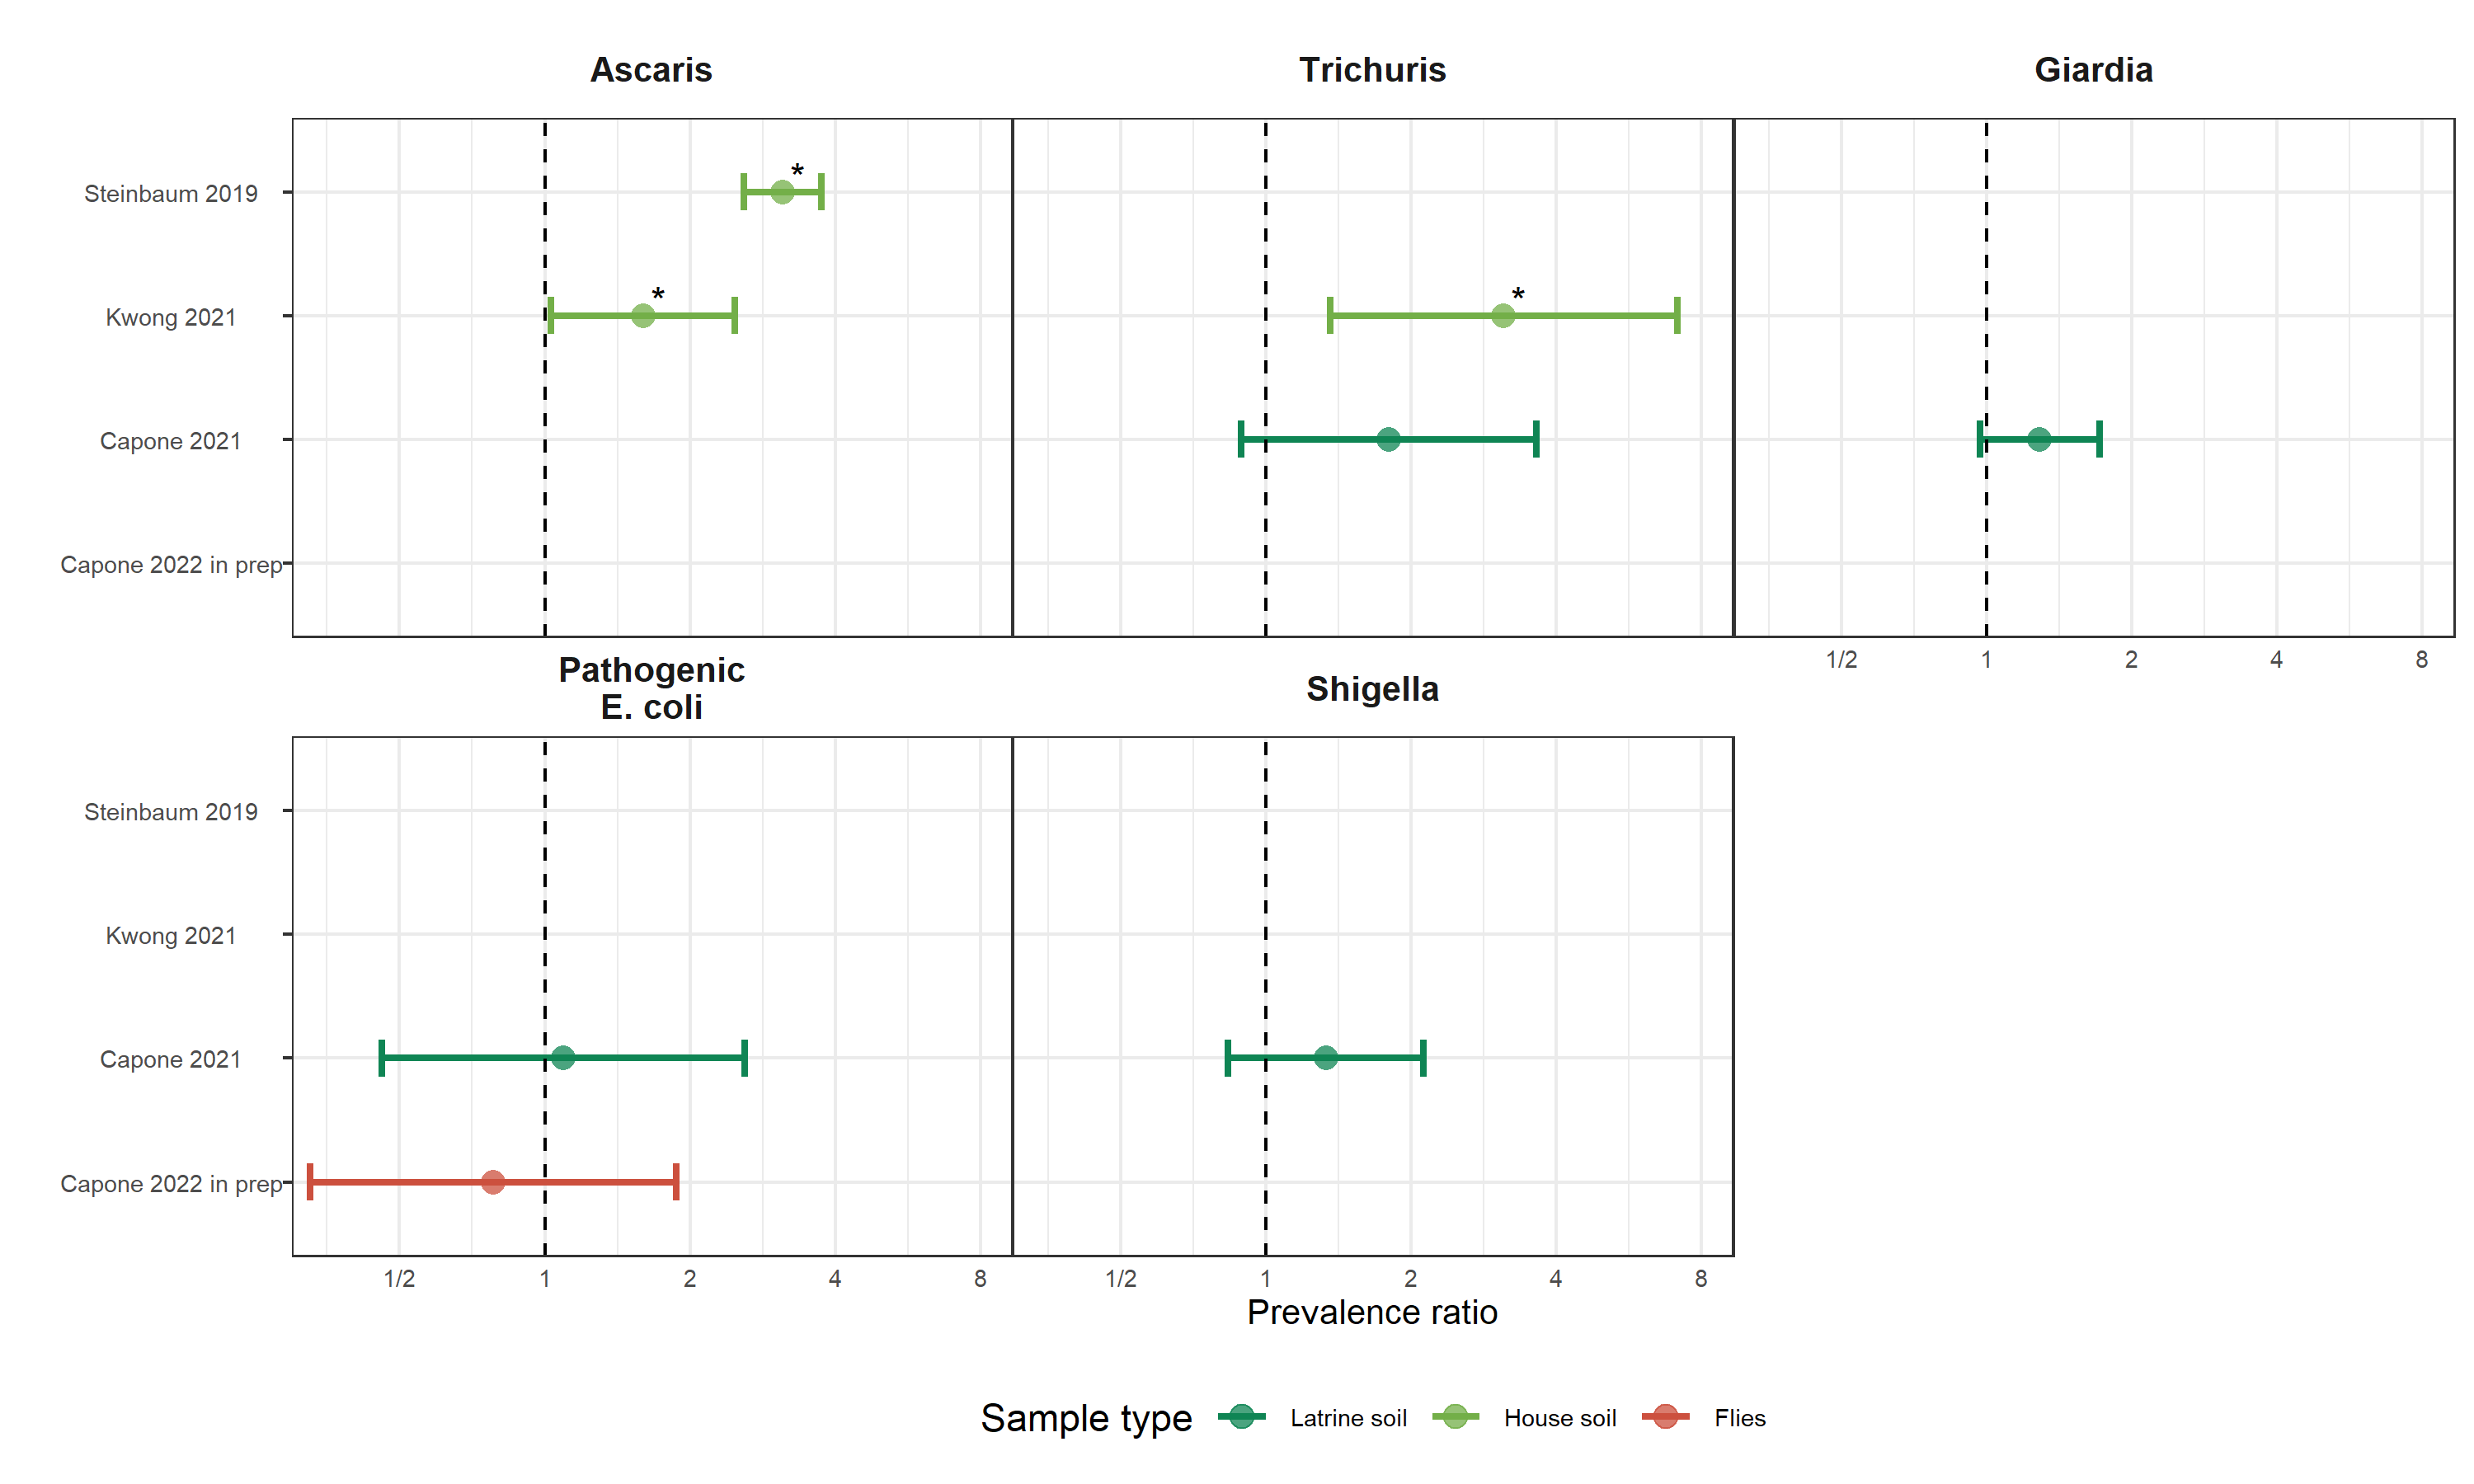 Ascaris Trichuris Giardia
Steinbaum 2019 *
Kwong 2021 * *
Capone 2021
Capone 2022 in prep
1/2 1 2 4 8
Pathogenic
E. coli
Shigella
Steinbaum 2019
Kwong 2021
Capone 2021
Capone 2022 in prep
1/2 1 2 4 8 1/2 1 2 4 8
Prevalence ratio
Sample type Latrine soil House soil Flies